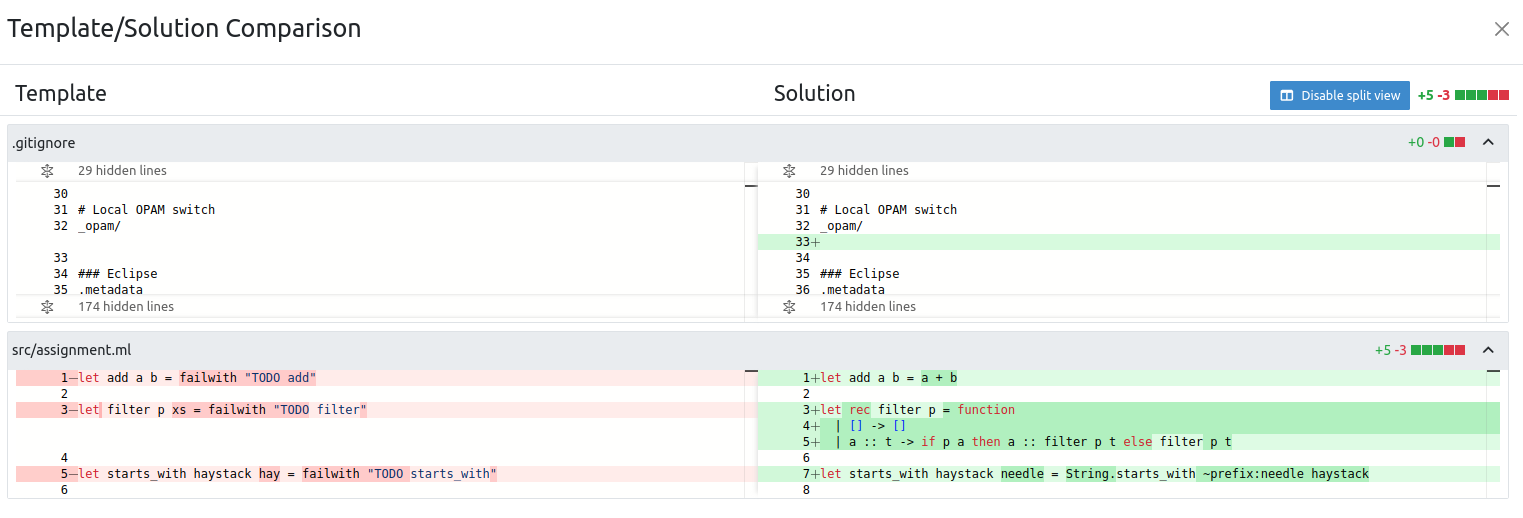 Template/Solution Comparison
Template
Solution
Disable split view
+5 -3
.gitignore
+0 -0
29 hidden lines
30
31 # Local OPAM switch
32 _opam/
33
34 ### Eclipse
35 .metadata
174 hidden lines
29 hidden lines
30
31 # Local OPAM switch
32 _opam/
33+
34
35 ### Eclipse
36 .metadata
174 hidden lines
src/assignment.ml
+5 -3
1—let add a b = failwith "TODO add"
2
3—let filter p xs = failwith "TODO filter"
4
5—let starts_with haystack hay = failwith "TODO starts_with"
6
1+let add a b = a + b
2
3+let rec filter p = function
4+  | [] -> []
5+  | a :: t -> if p a then a :: filter p t else filter p t
6
7+let starts_with haystack needle = String.starts_with ~prefix:needle haystack
8